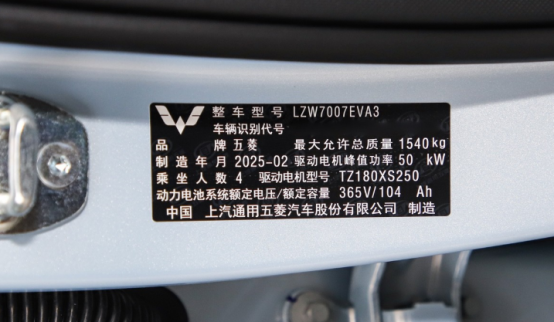 整车型号 LZW7007EVA3
车辆识别代号
品 牌 五菱 最大允许总质量 1540kg
制造年月 2025-02 驱动电机峰值功率 50 kW
乘坐人数 4 驱动电机型号 TZ180XS250
动力电池系统额定电压/额定容量 365V/104 Ah
中国 上汽通用五菱汽车股份有限公司 制造